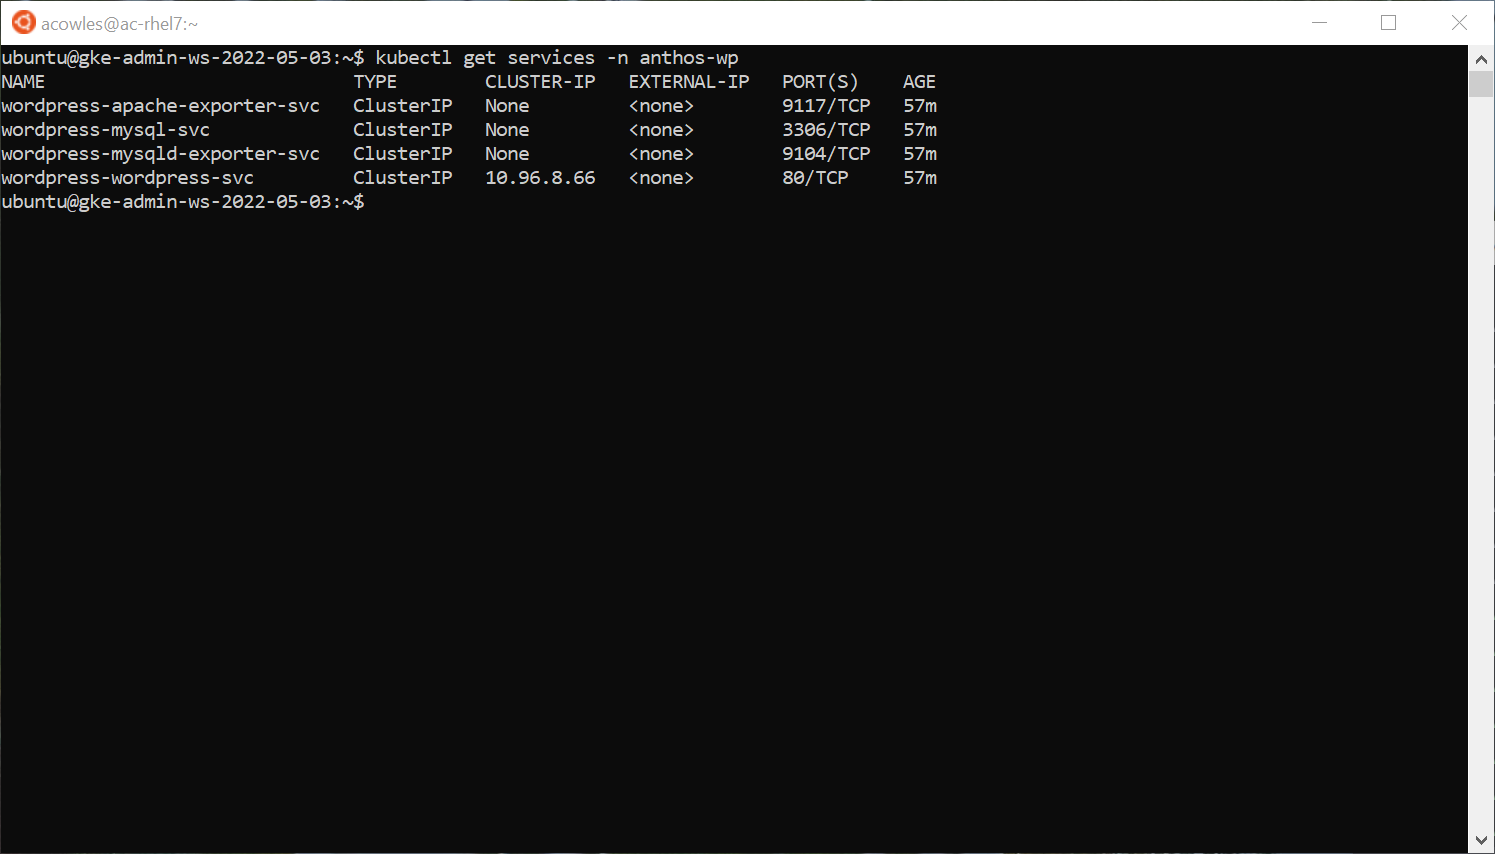 acowles@ac-rhel7:~
ubuntu@gke-admin-ws-2022-05-03:~$ kubectl get services -n anthos-wp
NAME                            TYPE        CLUSTER-IP   EXTERNAL-IP   PORT(S)    AGE
wordpress-apache-exporter-svc   ClusterIP   None         <none>        9117/TCP   57m
wordpress-mysql-svc             ClusterIP   None         <none>        3306/TCP   57m
wordpress-mysqld-exporter-svc   ClusterIP   None         <none>        9104/TCP   57m
wordpress-wordpress-svc         ClusterIP   10.96.8.66   <none>        80/TCP     57m
ubuntu@gke-admin-ws-2022-05-03:~$